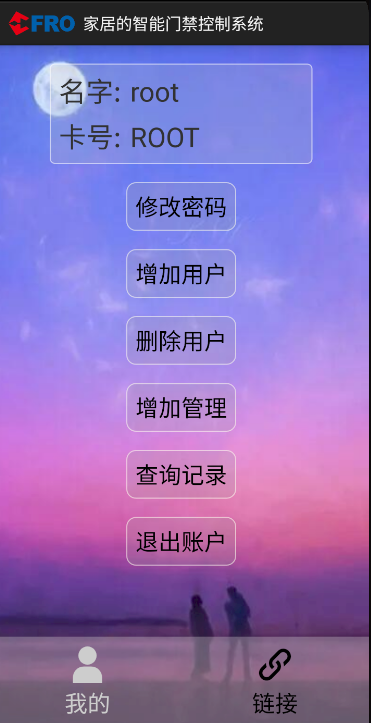 EFRO 家居的智能门禁控制系统
名字: root
卡号: ROOT
修改密码
增加用户
删除用户
增加管理
查询记录
退出账户
我的
链接